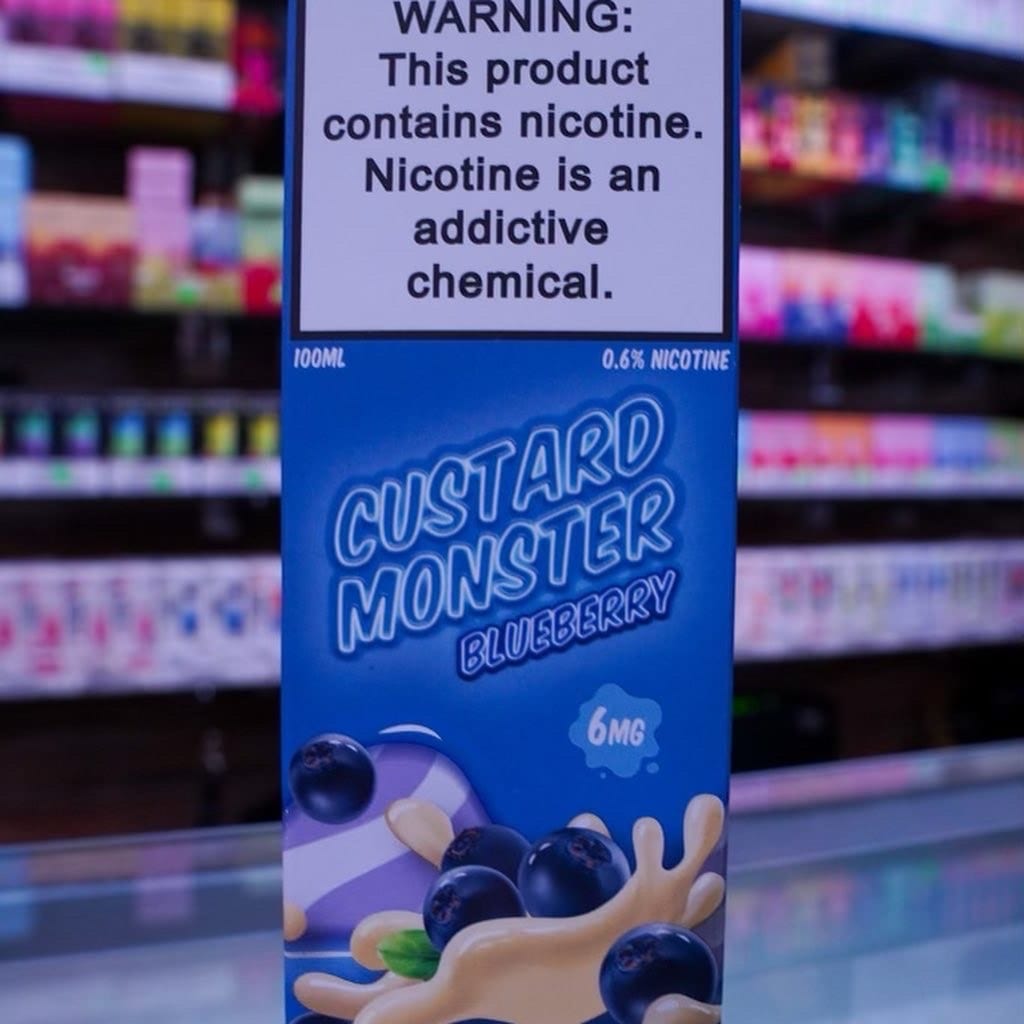 WARNING:
This product
contains nicotine.
Nicotine is an
addictive
chemical.
100ML 0.6% NICOTINE
CUSTARD
MONSTER
BLUEBERRY
6MG